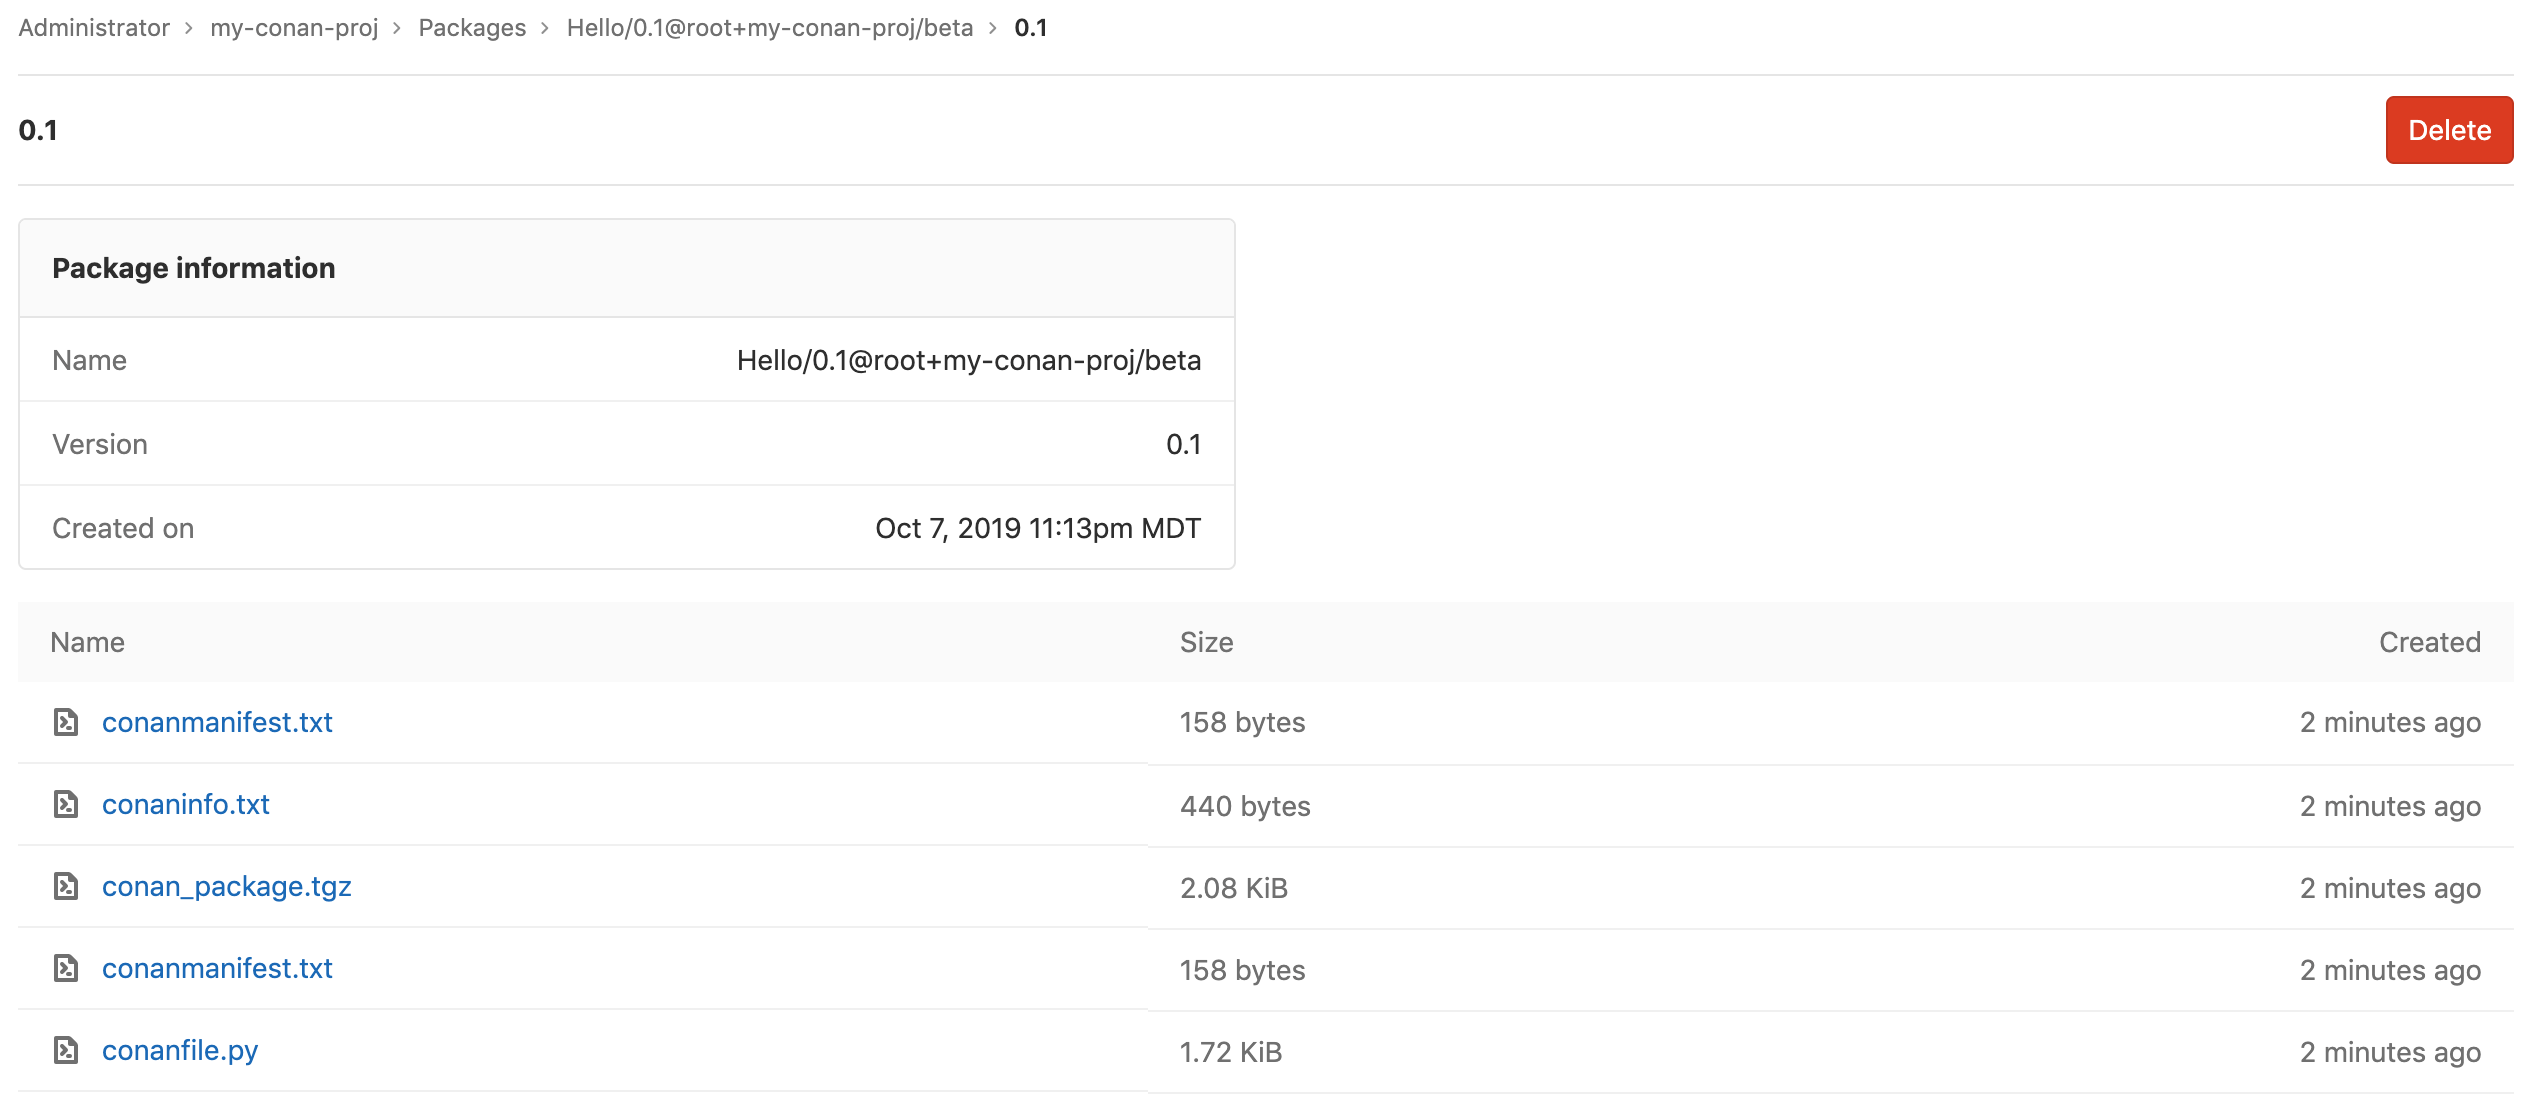 Administrator > my-conan-proj > Packages > Hello/0.1@root+my-conan-proj/beta > 0.1
0.1
Delete
Package information
Name Hello/0.1@root+my-conan-proj/beta
Version 0.1
Created on Oct 7, 2019 11:13pm MDT
Name Size Created
conanmanifest.txt 158 bytes 2 minutes ago
conaninfo.txt 440 bytes 2 minutes ago
conan_package.tgz 2.08 KiB 2 minutes ago
conanmanifest.txt 158 bytes 2 minutes ago
conanfile.py 1.72 KiB 2 minutes ago